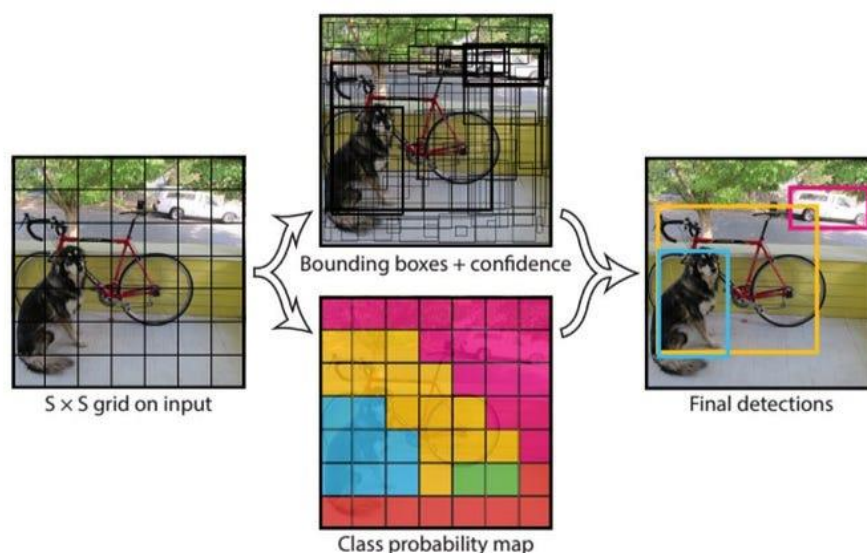 Bounding boxes + confidence
S × S grid on input
Final detections
Class probability map